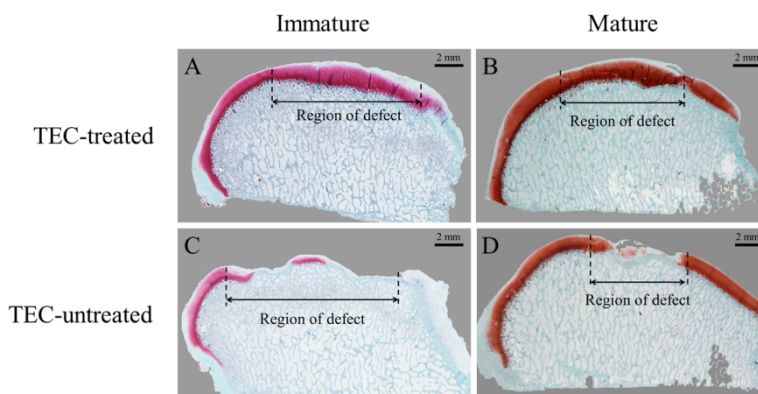 Immature
Mature
TEC-treated
A
2 mm
Region of defect
B
2 mm
Region of defect
TEC-untreated
C
2 mm
Region of defect
D
2 mm
Region of defect